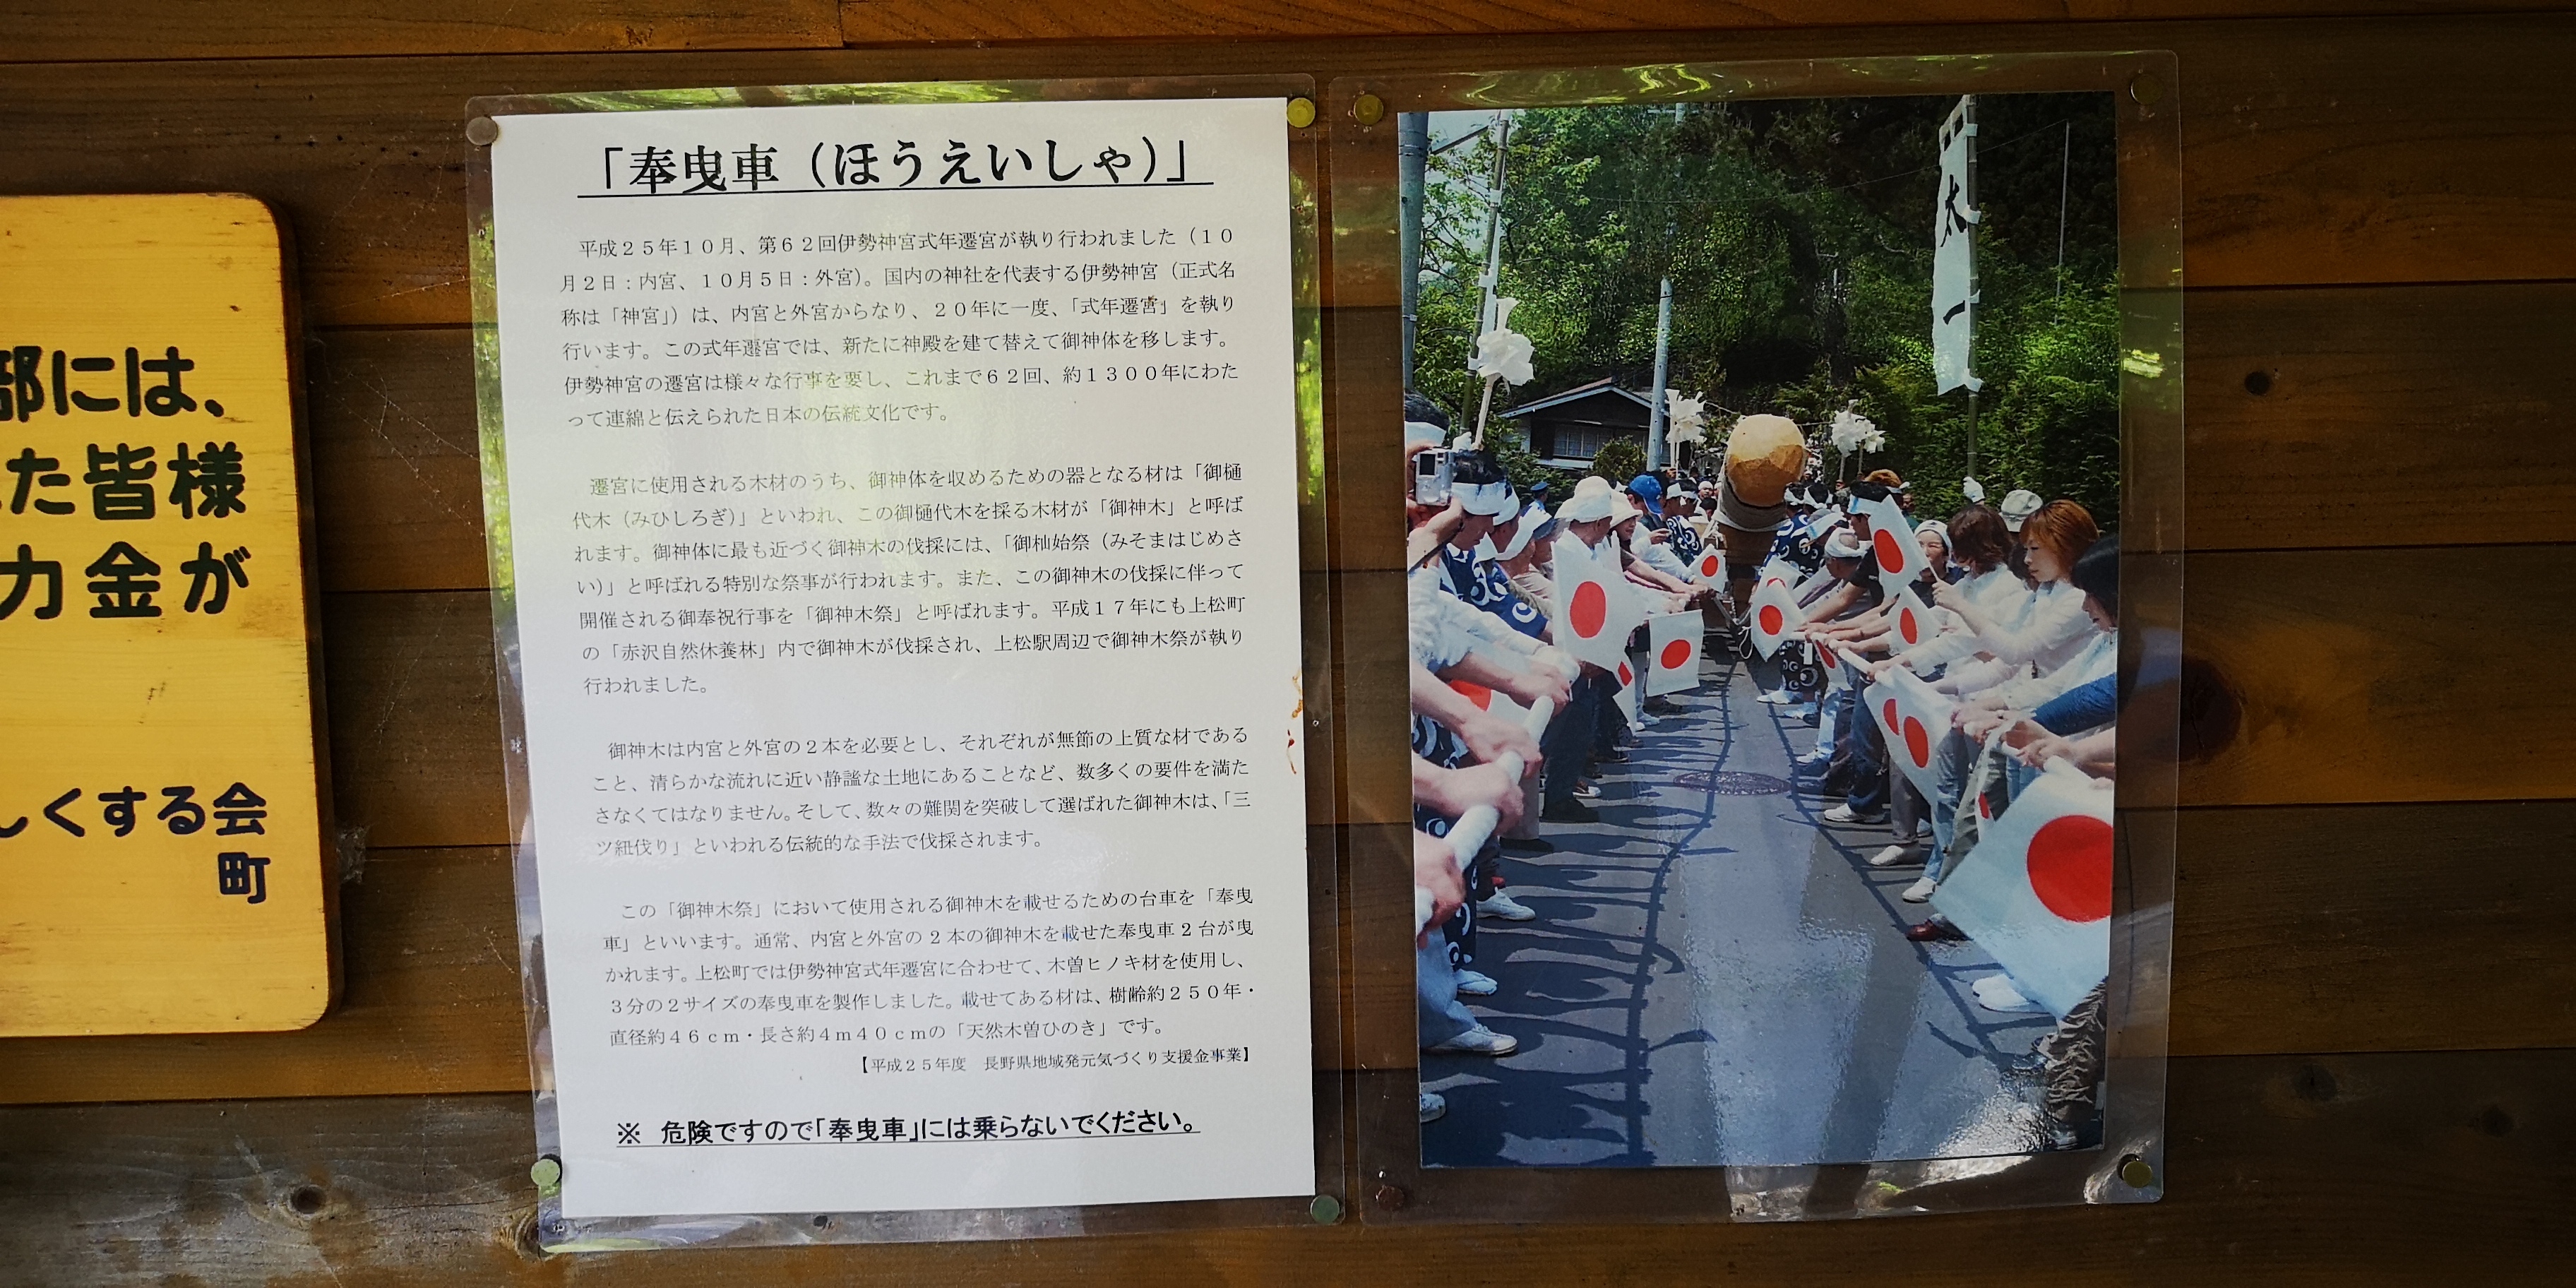 部には、
た皆様
力金が
しくする会
町
「奉曳車（ほうえいしゃ）」
平成２５年１０月、第６２回伊勢神宮式年遷宮が執り行われました（１０
月２日：内宮、１０月５日：外宮）。国内の神社を代表する伊勢神宮（正式名
称は「神宮」）は、内宮と外宮からなり、２０年に一度、「式年遷宮」を執り
行います。この式年遷宮では、新たに神殿を建て替えて御神体を移します。
伊勢神宮の遷宮は様々な行事を要し、これまで６２回、約１３００年にわた
って連綿と伝えられた日本の伝統文化です。
遷宮に使用される木材のうち、御神体を収めるための器となる材は「御樋
代木（みひしろぎ）」といわれ、この御樋代木を採る木材が「御神木」と呼ば
れます。御神体に最も近づく御神木の伐採には、「御杣始祭（みそまはじめさ
い）」と呼ばれる特別な祭事が行われます。また、この御神木の伐採に伴って
開催される御奉祝行事を「御神木祭」と呼ばれます。平成１７年にも上松町
の「赤沢自然休養林」内で御神木が伐採され、上松駅周辺で御神木祭が執り
行われました。
御神木は内宮と外宮の２本を必要とし、それぞれが無節の上質な材である
こと、清らかな流れに近い静謐な土地にあることなど、数多くの要件を満た
さなくてはなりません。そして、数々の難関を突破して選ばれた御神木は、「三
ツ紐伐り」といわれる伝統的な手法で伐採されます。
この「御神木祭」において使用される御神木を載せるための台車を「奉曳
車」といいます。通常、内宮と外宮の２本の御神木を載せた奉曳車２台が曳
かれます。上松町では伊勢神宮式年遷宮に合わせて、木曽ヒノキ材を使用し、
３分の２サイズの奉曳車を製作しました。載せてある材は、樹齢約２５０年・
直径約４６ｃｍ・長さ約４ｍ４０ｃｍの「天然木曽ひのき」です。
【平成２５年度　長野県地域発元気づくり支援金事業】
※　危険ですので「奉曳車」には乗らないでください。
太一